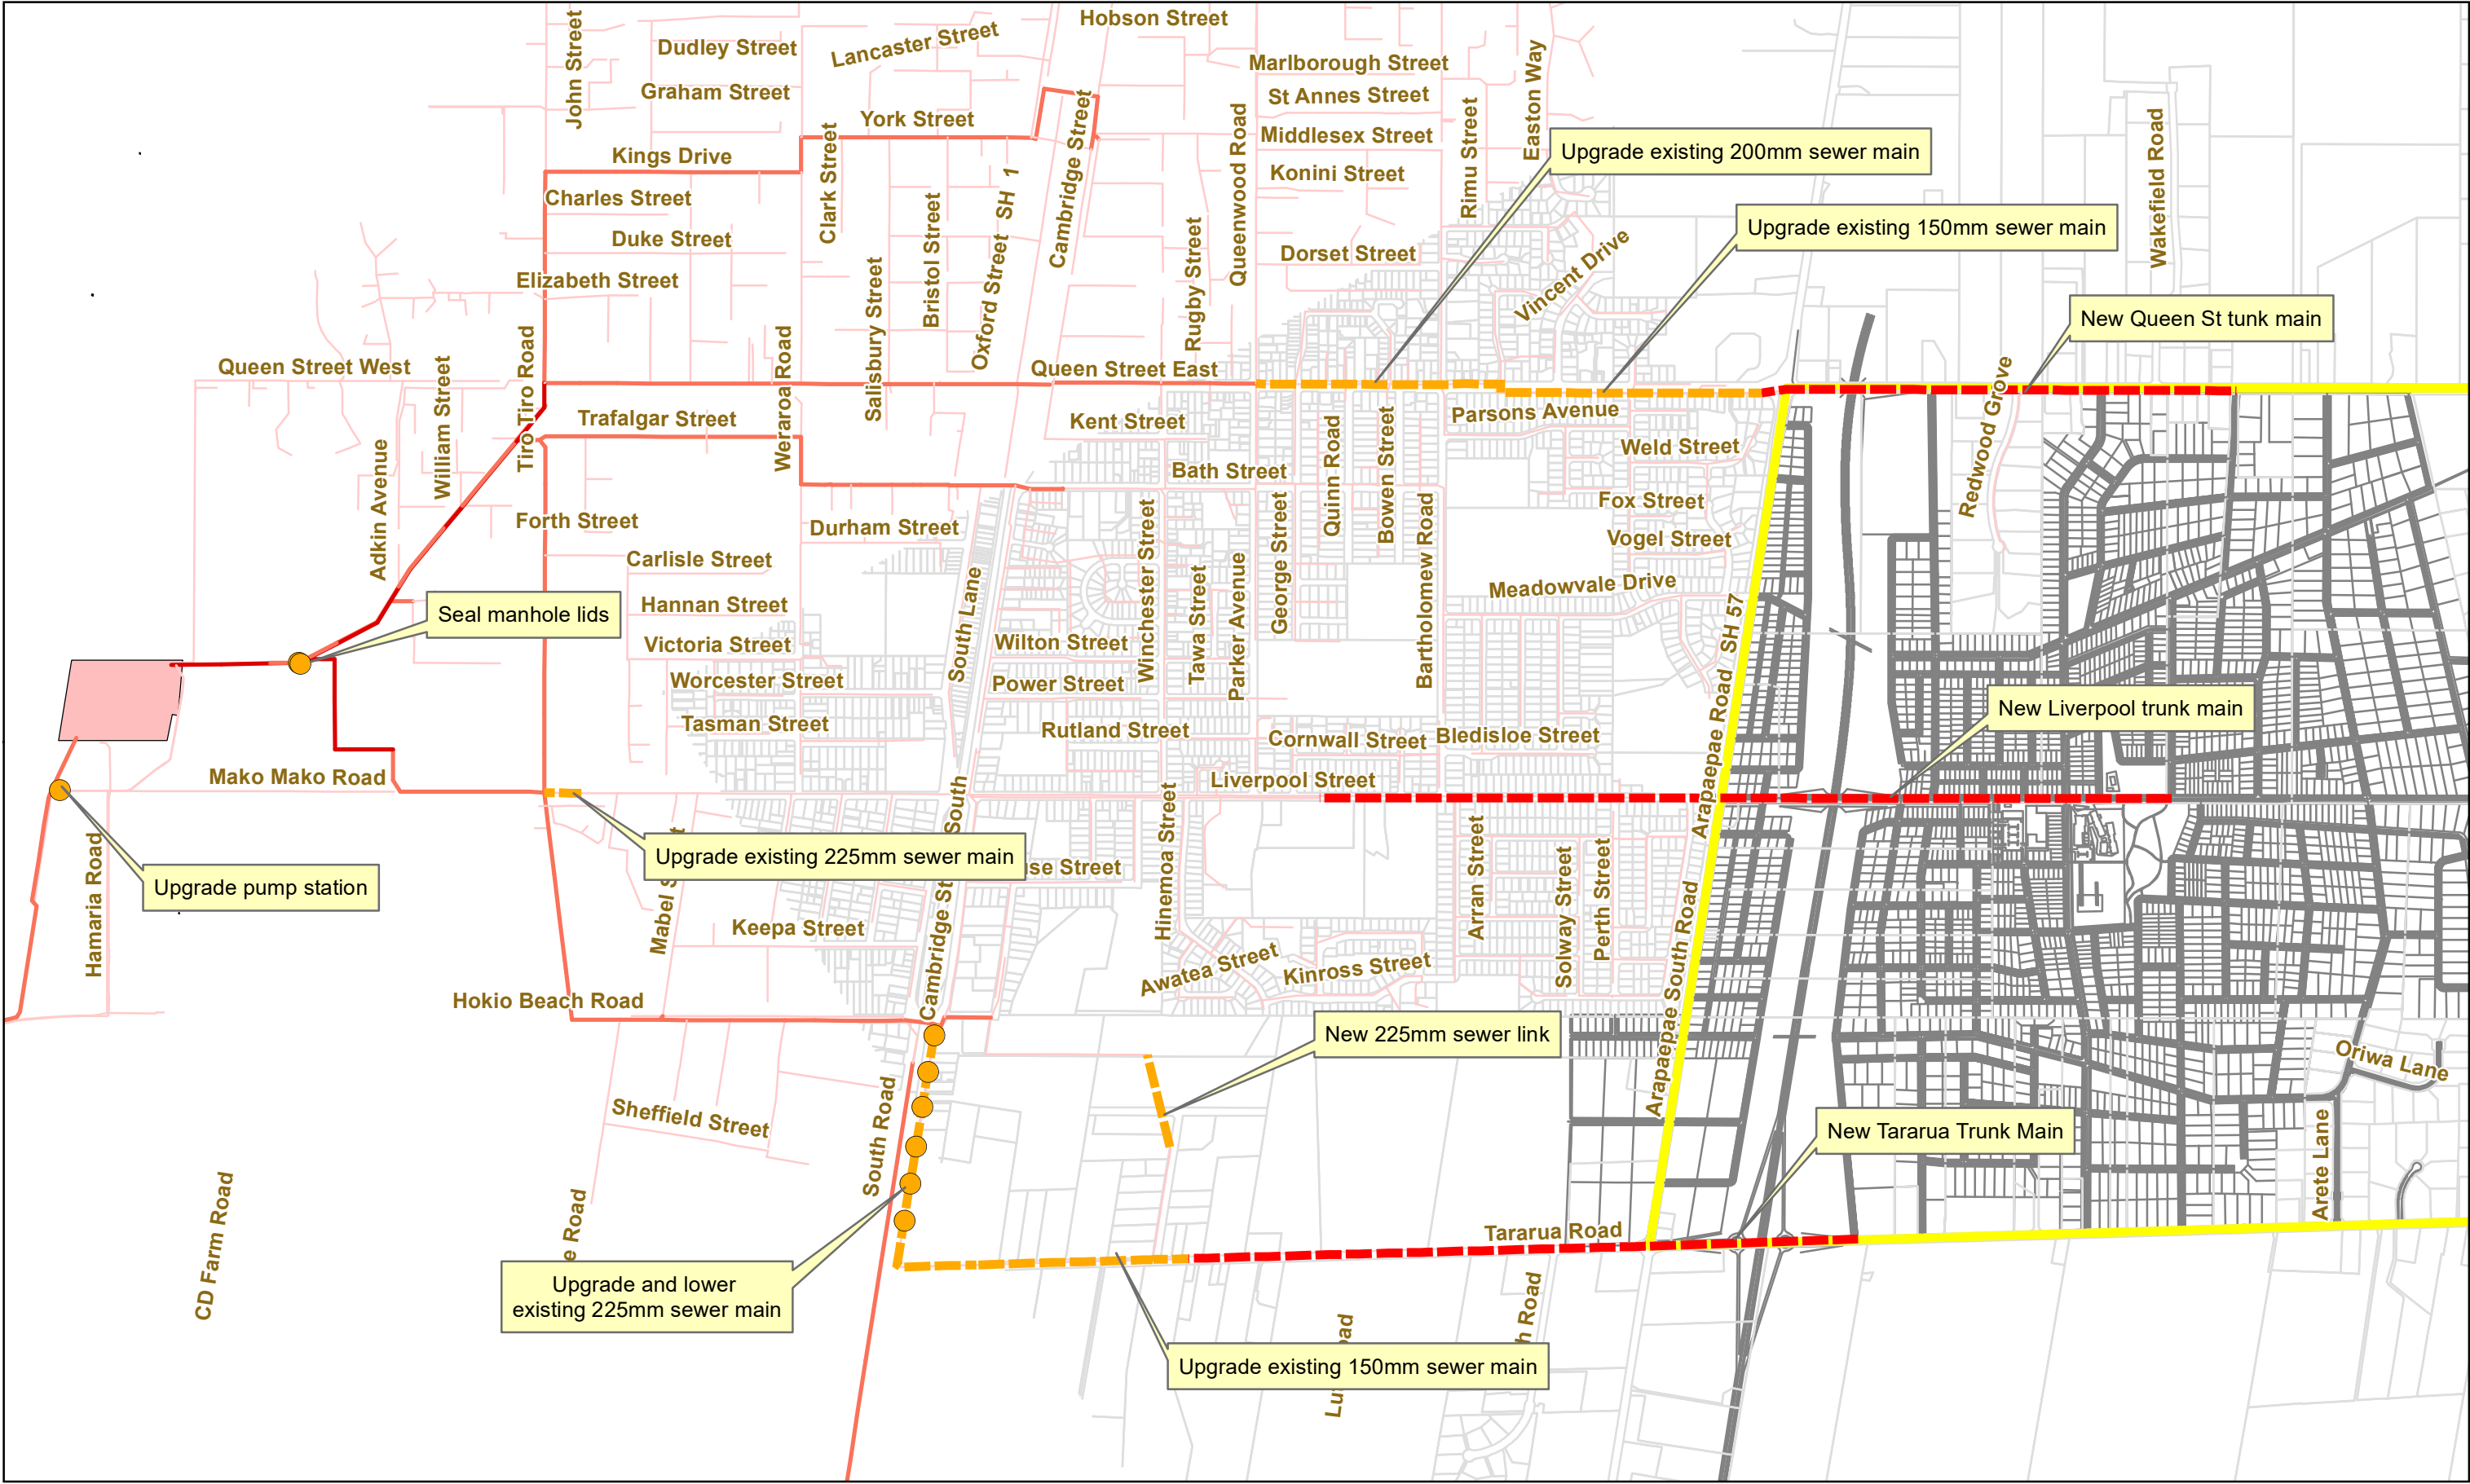 Hobson Street
John Street
Dudley Street
Lancaster Street
Marlborough Street
Easton Way
Graham Street
St Annes Street
York Street
Middlesex Street
Queenwood Road
Rimu Street
Wakefield Road
Upgrade existing 200mm sewer main
Kings Drive
Cambridge Street
Konini Street
Clark Street
Charles Street
Oxford Street SH 1
Bristol Street
Upgrade existing 150mm sewer main
Duke Street
Rugby Street
Dorset Street
Vincent Drive
Elizabeth Street
Salisbury Street
New Queen St tunk main
Queen Street West
Queen Street East
William Street
Tiro Tiro Road
Weraroa Road
Trafalgar Street
Kent Street
Parsons Avenue
Redwood Grove
Adkin Avenue
Quinn Road
Bowen Street
Weld Street
Bath Street
Fox Street
Forth Street
Durham Street
Winchester Street
George Street
Bartholomew Road
Vogel Street
Carlisle Street
Meadowvale Drive
Seal manhole lids
Hannan Street
South Lane
Tawa Street
Parker Avenue
Victoria Street
Wilton Street
Arapaepae Road SH 57
Worcester Street
Power Street
New Liverpool trunk main
Tasman Street
Rutland Street
Cornwall Street
Bledisloe Street
Mako Mako Road
Liverpool Street
Upgrade existing 225mm sewer main
Hinemoa Street
Arran Street
Solway Street
Perth Street
Upgrade pump station
Hamaria Road
Mabel St
t
use Street
Cambridge St
South
Keepa Street
Awatea Street
Kinross Street
Arapaepae South Road
Hokio Beach Road
New 225mm sewer link
Oriwa Lane
Sheffield Street
South Road
New Tararua Trunk Main
Arete Lane
CD Farm Road
e Road
Tararua Road
Upgrade and lower
existing 225mm sewer main
h Road
Lu
ad
Upgrade existing 150mm sewer main